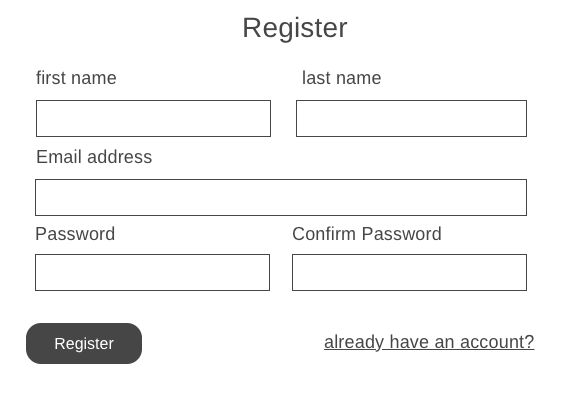 Register
first name last name
Email address
Password Confirm Password
Register already have an account?